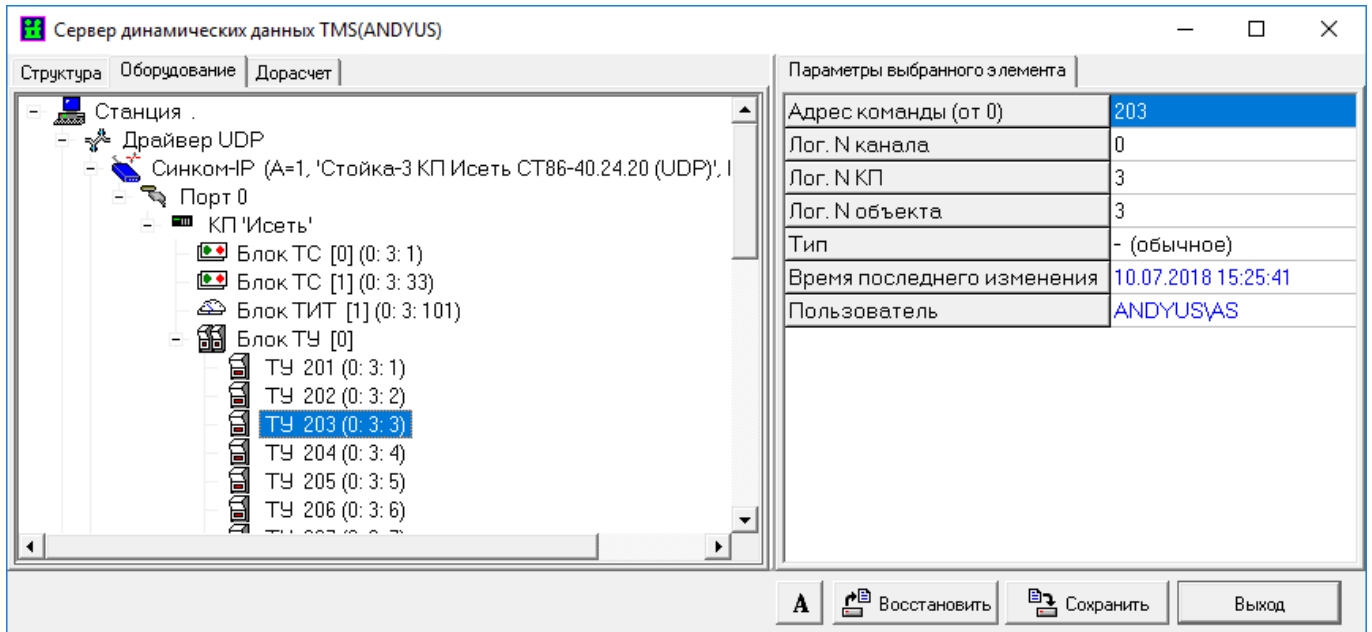 Сервер динамических данных TMS(ANDYUS)
Структура Оборудование Дорасчет
Станция .
Драйвер UDP
Синком-IP (A=1, 'Стойка-3 КП Исеть СТ86-40.24.20 (UDP)', I
Порт 0
КП 'Исеть'
Блок ТС [0] (0: 3: 1)
Блок ТС [1] (0: 3: 33)
Блок ТИТ [1] (0: 3: 101)
Блок ТУ [0]
ТУ 201 (0: 3: 1)
ТУ 202 (0: 3: 2)
ТУ 203 (0: 3: 3)
ТУ 204 (0: 3: 4)
ТУ 205 (0: 3: 5)
ТУ 206 (0: 3: 6)
Параметры выбранного элемента
Адрес команды (от 0) 203
Лог. N канала 0
Лог. N КП 3
Лог. N объекта 3
Тип - (обычное)
Время последнего изменения 10.07.2018 15:25:41
Пользователь ANDYUS\AS
A Восстановить Сохранить Выход